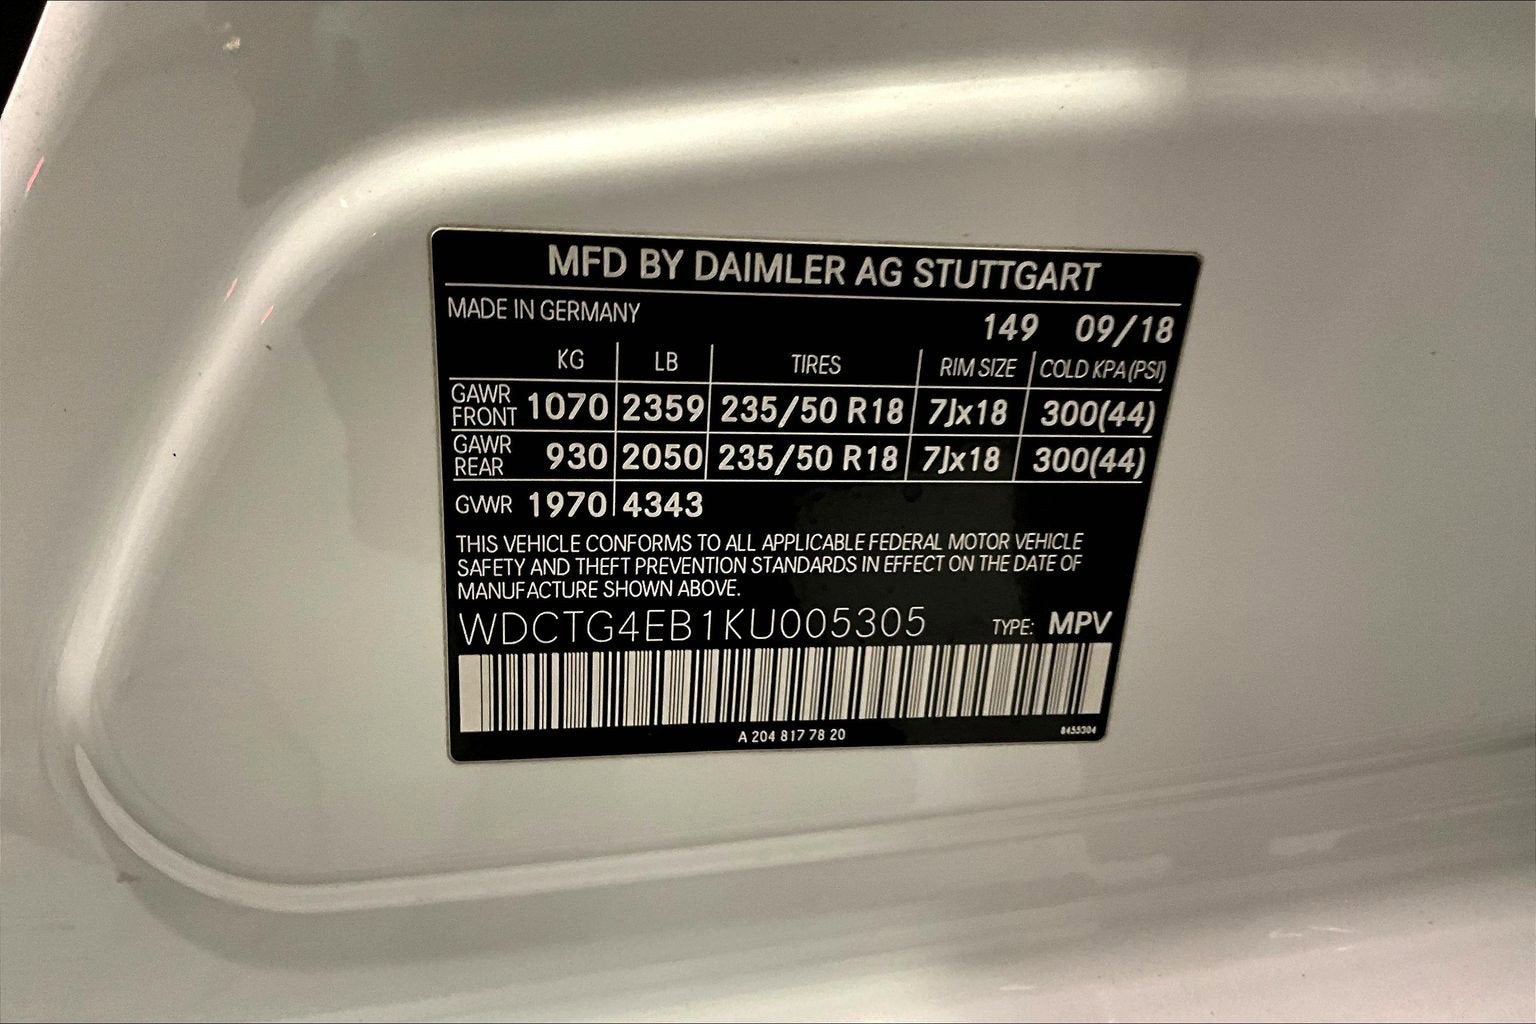 MFD BY DAIMLER AG STUTTGART
MADE IN GERMANY
149 09/18
KG LB TIRES RIM SIZE COLD KPA(PSI)
GAWR FRONT 1070 2359 235/50 R18 7Jx18 300(44)
GAWR REAR 930 2050 235/50 R18 7Jx18 300(44)
GVWR 1970 4343
THIS VEHICLE CONFORMS TO ALL APPLICABLE FEDERAL MOTOR VEHICLE
SAFETY AND THEFT PREVENTION STANDARDS IN EFFECT ON THE DATE OF
MANUFACTURE SHOWN ABOVE.
WDCTG4EB1KU005305 TYPE: MPV
A 204 817 78 20 8455304